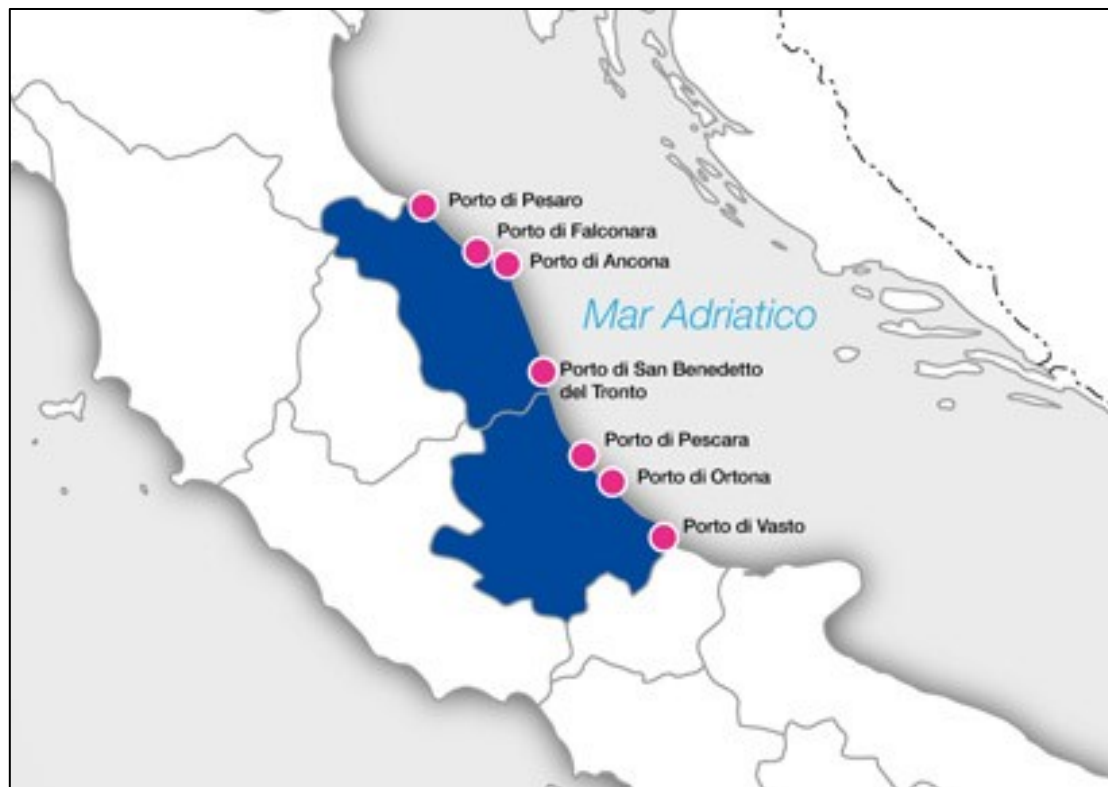 Porto di Pesaro
Porto di Falconara
Porto di Ancona
Mar Adriatico
Porto di San Benedetto
del Tronto
Porto di Pescara
Porto di Ortona
Porto di Vasto